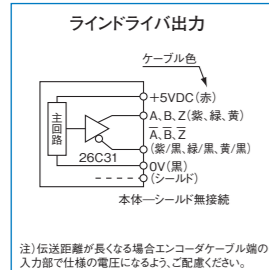 ラインドライバ出力
ケーブル色
+5VDC(赤)
A、B、Z(紫、緑、黄)
A̅、B̅、Z̅
(紫/黒、緑/黒、黄/黒)
主回路
26C31
0V(黒)
(シールド)
本体―シールド無接続
注)伝送距離が長くなる場合エンコーダケーブル端の
入力部で仕様の電圧になるよう、ご配慮ください。